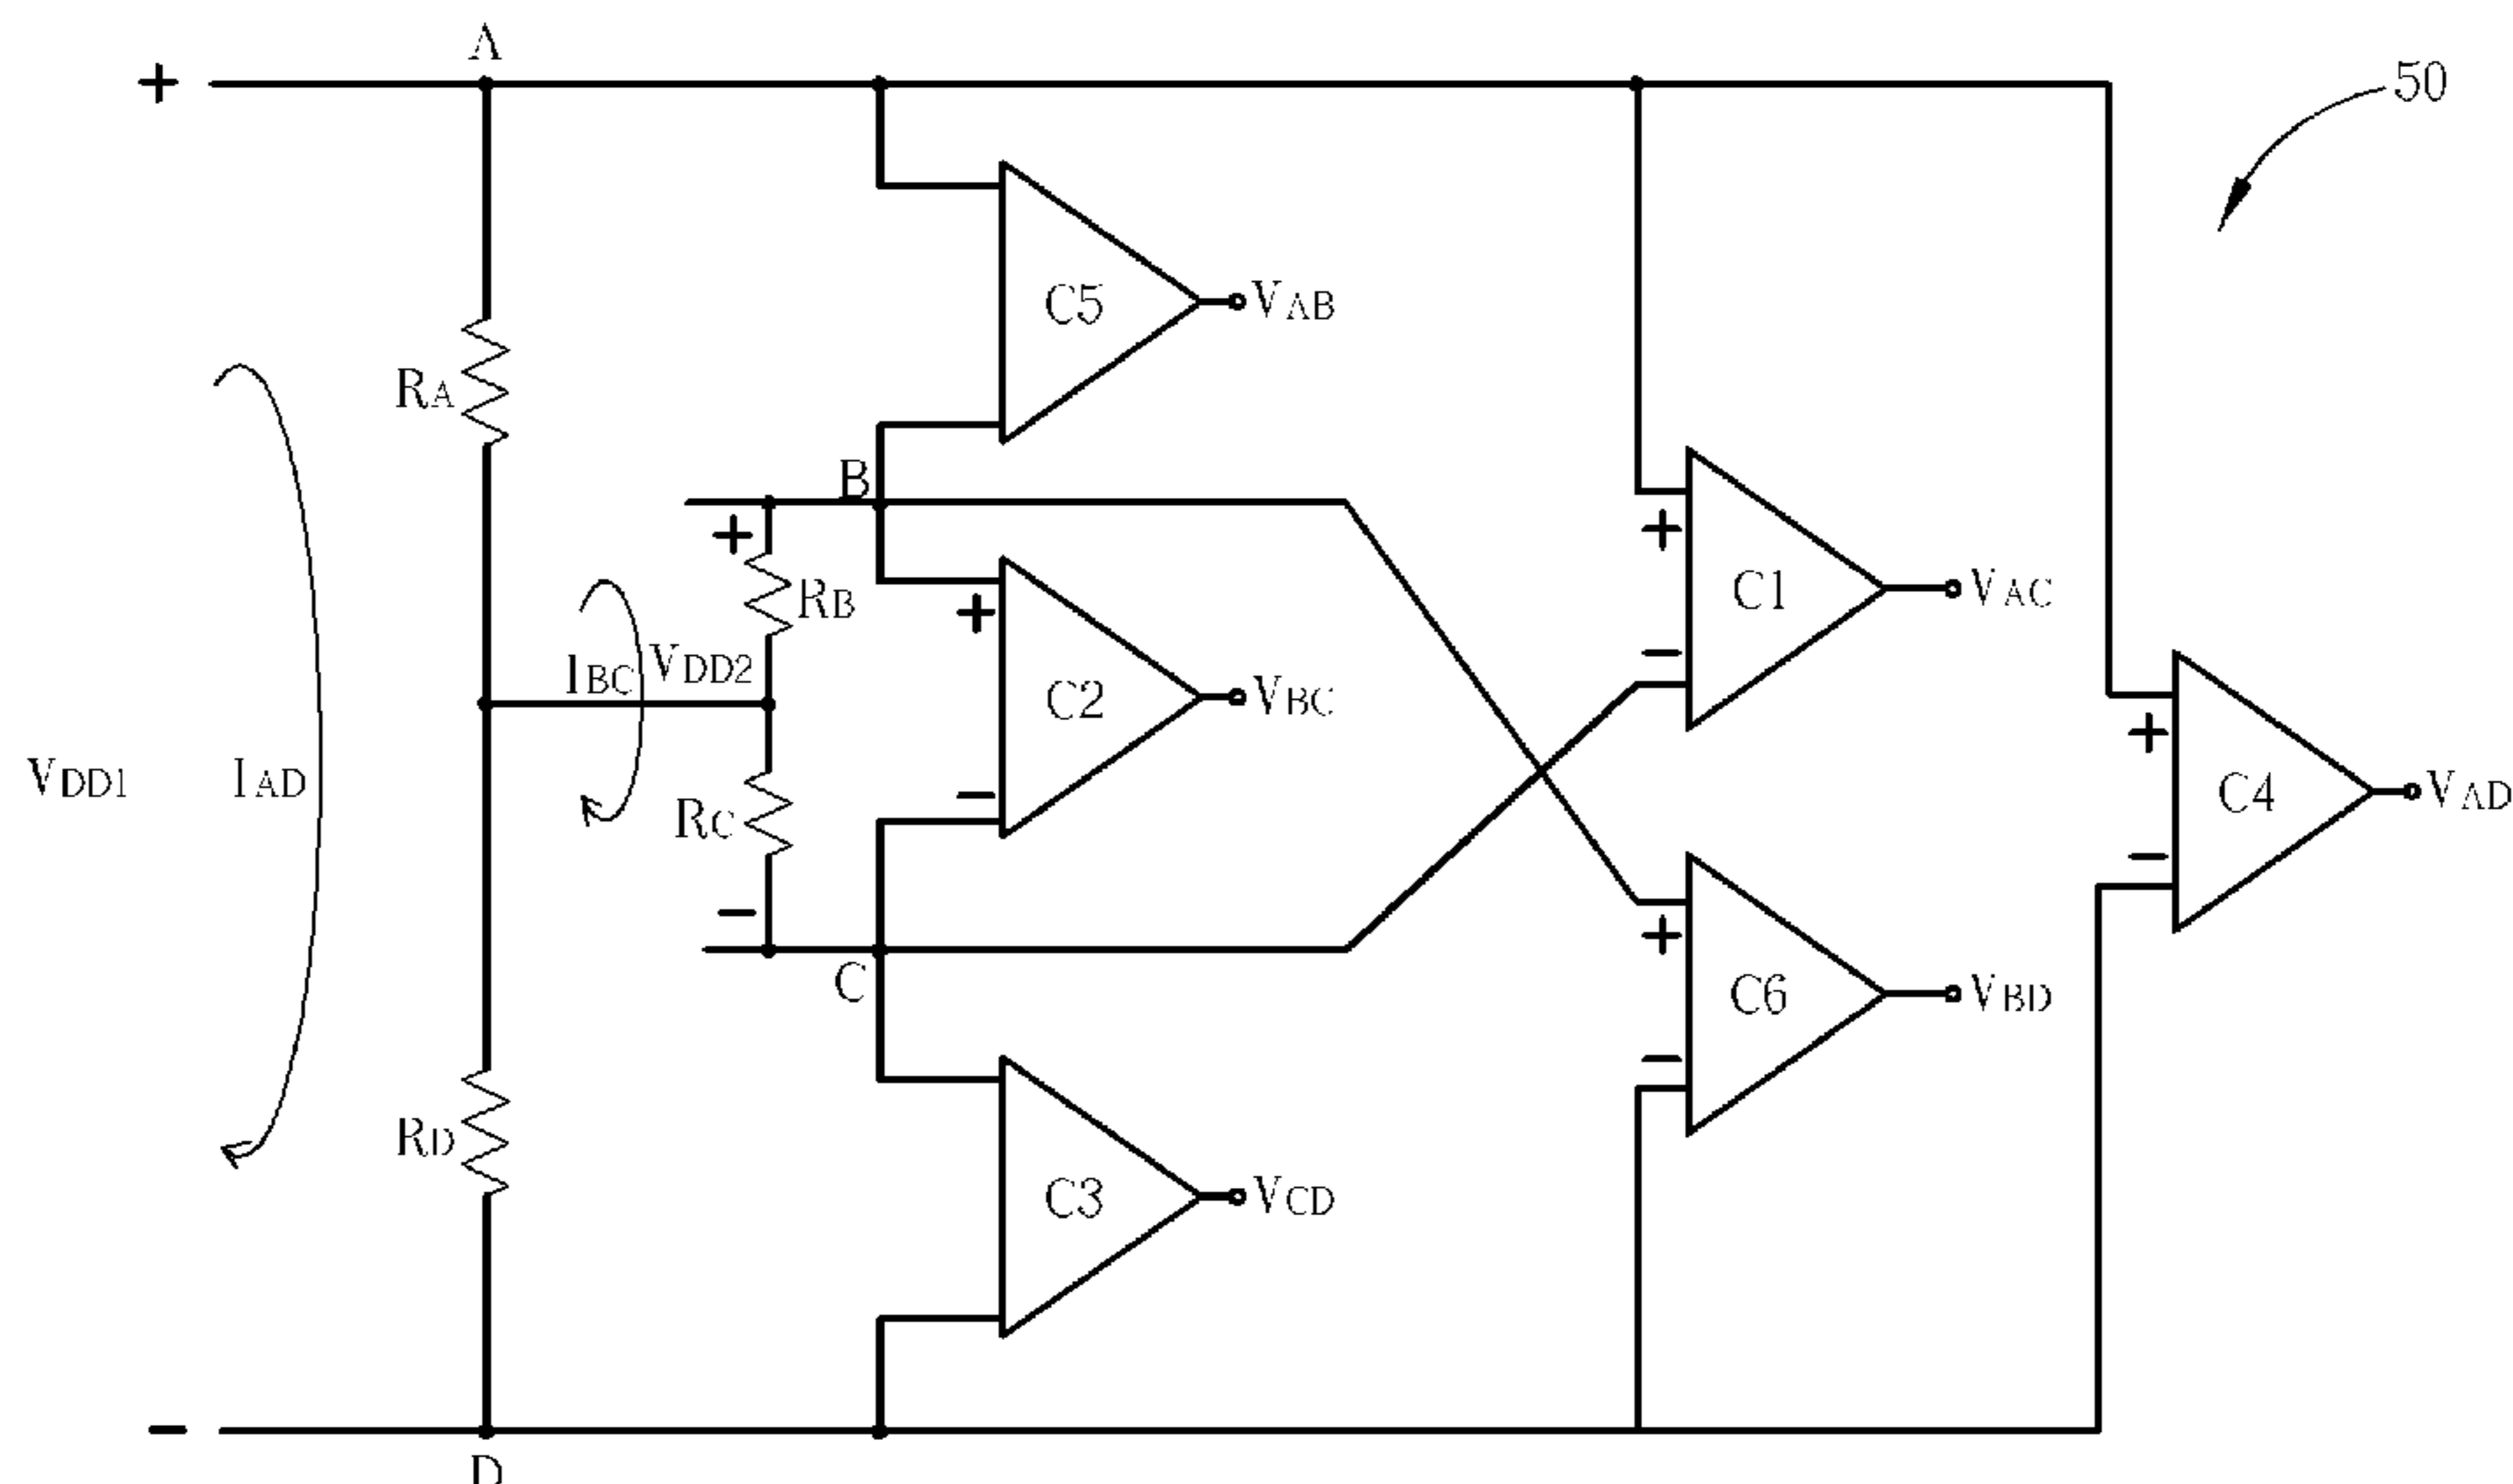 A
+
50
C5
VAB
RA
B
+
RB
C1
VAC
+
−
IBC
VDD2
C2
VBC
+
−
VDD1
IAD
RC
−
C4
VAD
+
−
C
C6
VBD
+
−
RD
C3
VCD
−
D